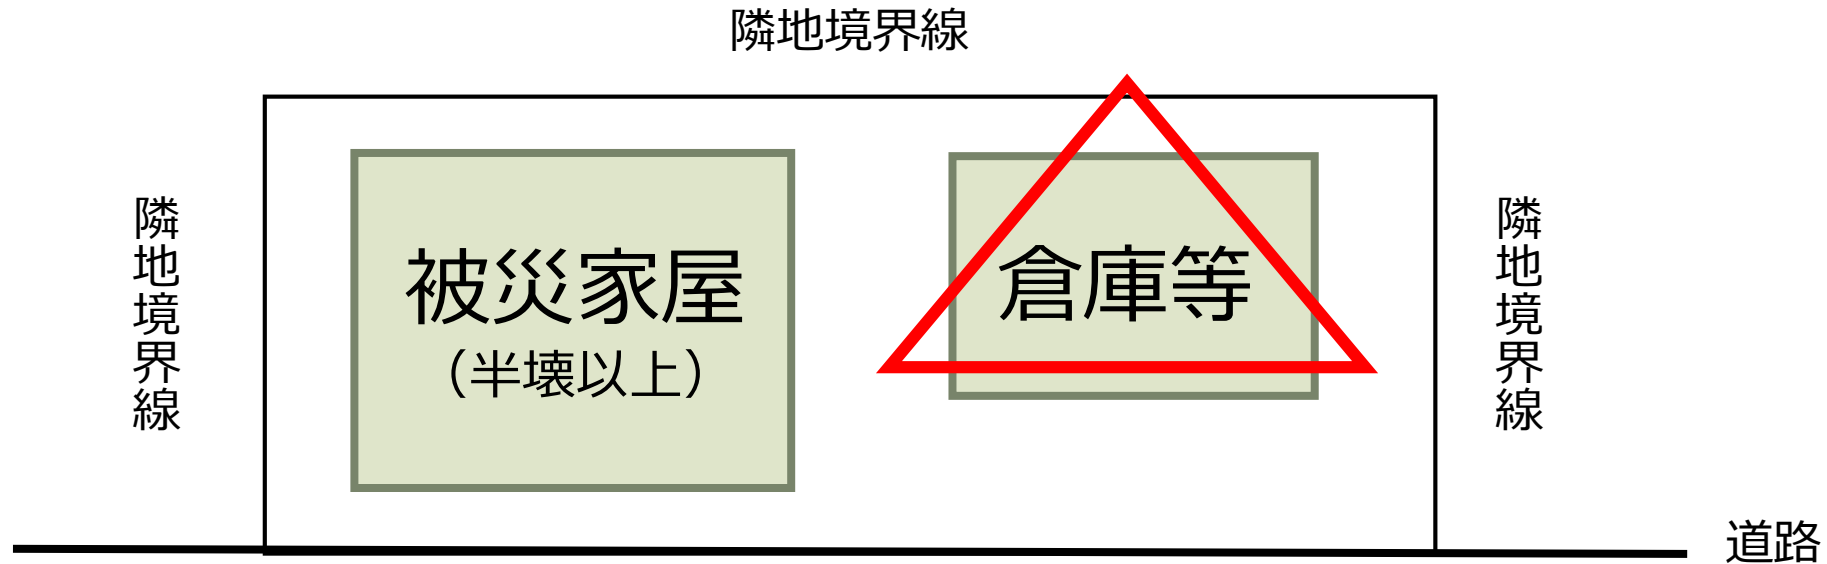 隣地境界線
隣地境界線
被災家屋
（半壊以上）
倉庫等
隣地境界線
道路